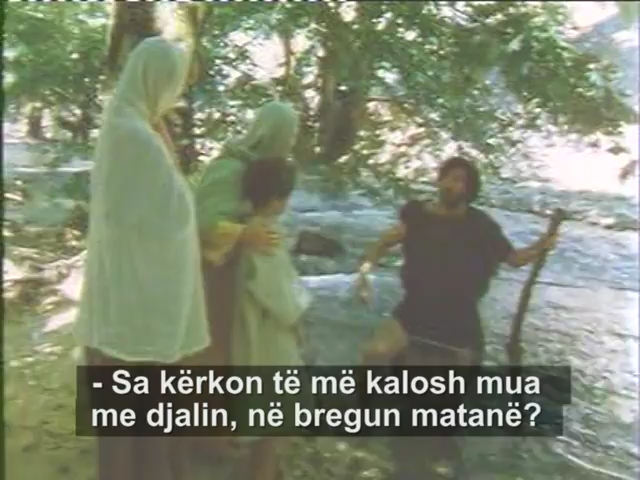 - Sa kërkon të më kalosh mua
me djalin, në bregun matanë?